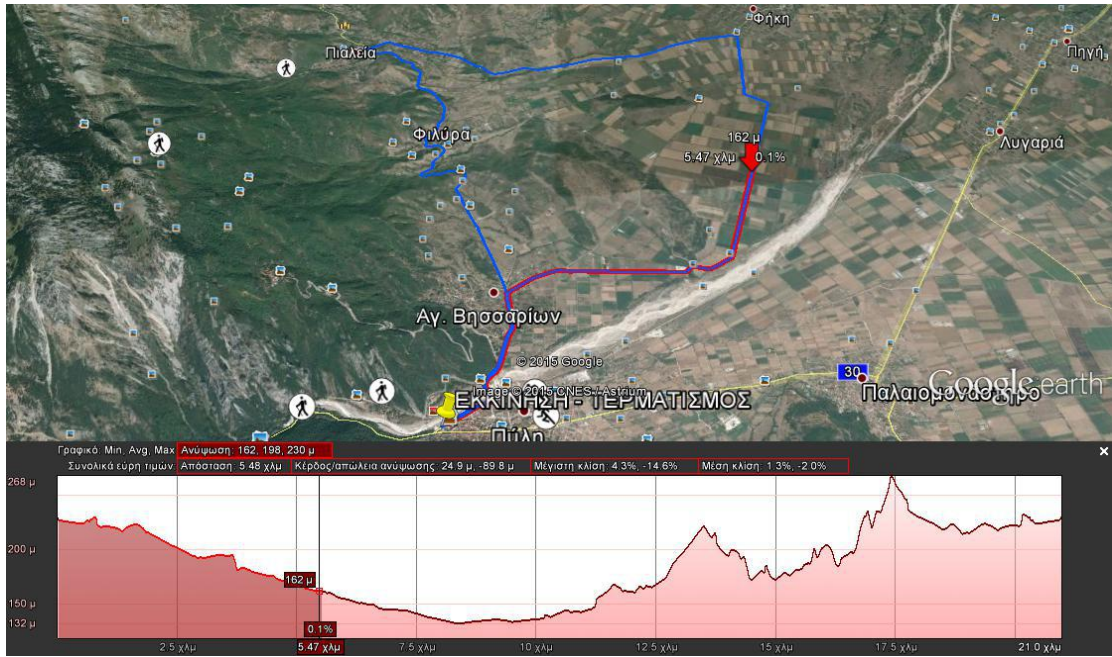 Φήκη
Πιαλεία
Πηγή
Φιλύρα
162 μ
Λυγαριά
5.47 χλμ 0.1%
Αγ. Βησσαρίων
© 2015 Google
30
Image © 2015 CNES / Astrium
Παλαιομονάστηρο
Google earth
ΕΚΚΙΝΗΣΗ - ΤΕΡΜΑΤΙΣΜΟΣ
Πύλη
Γραφικό: Min, Avg, Max Ανύψωση: 162, 198, 230 μ
Συνολικά εύρη τιμών: Απόσταση: 5.48 χλμ Κέρδος/απώλεια ανύψωσης: 24.9 μ, -89.8 μ Μέγιστη κλίση: 4.3%, -14.6% Μέση κλίση: 1.3%, -2.0%
268 μ
200 μ
162 μ
150 μ
132 μ
0.1%
2.5 χλμ 5.47 χλμ 7.5 χλμ 10 χλμ 12.5 χλμ 15 χλμ 17.5 χλμ 21.0 χλμ